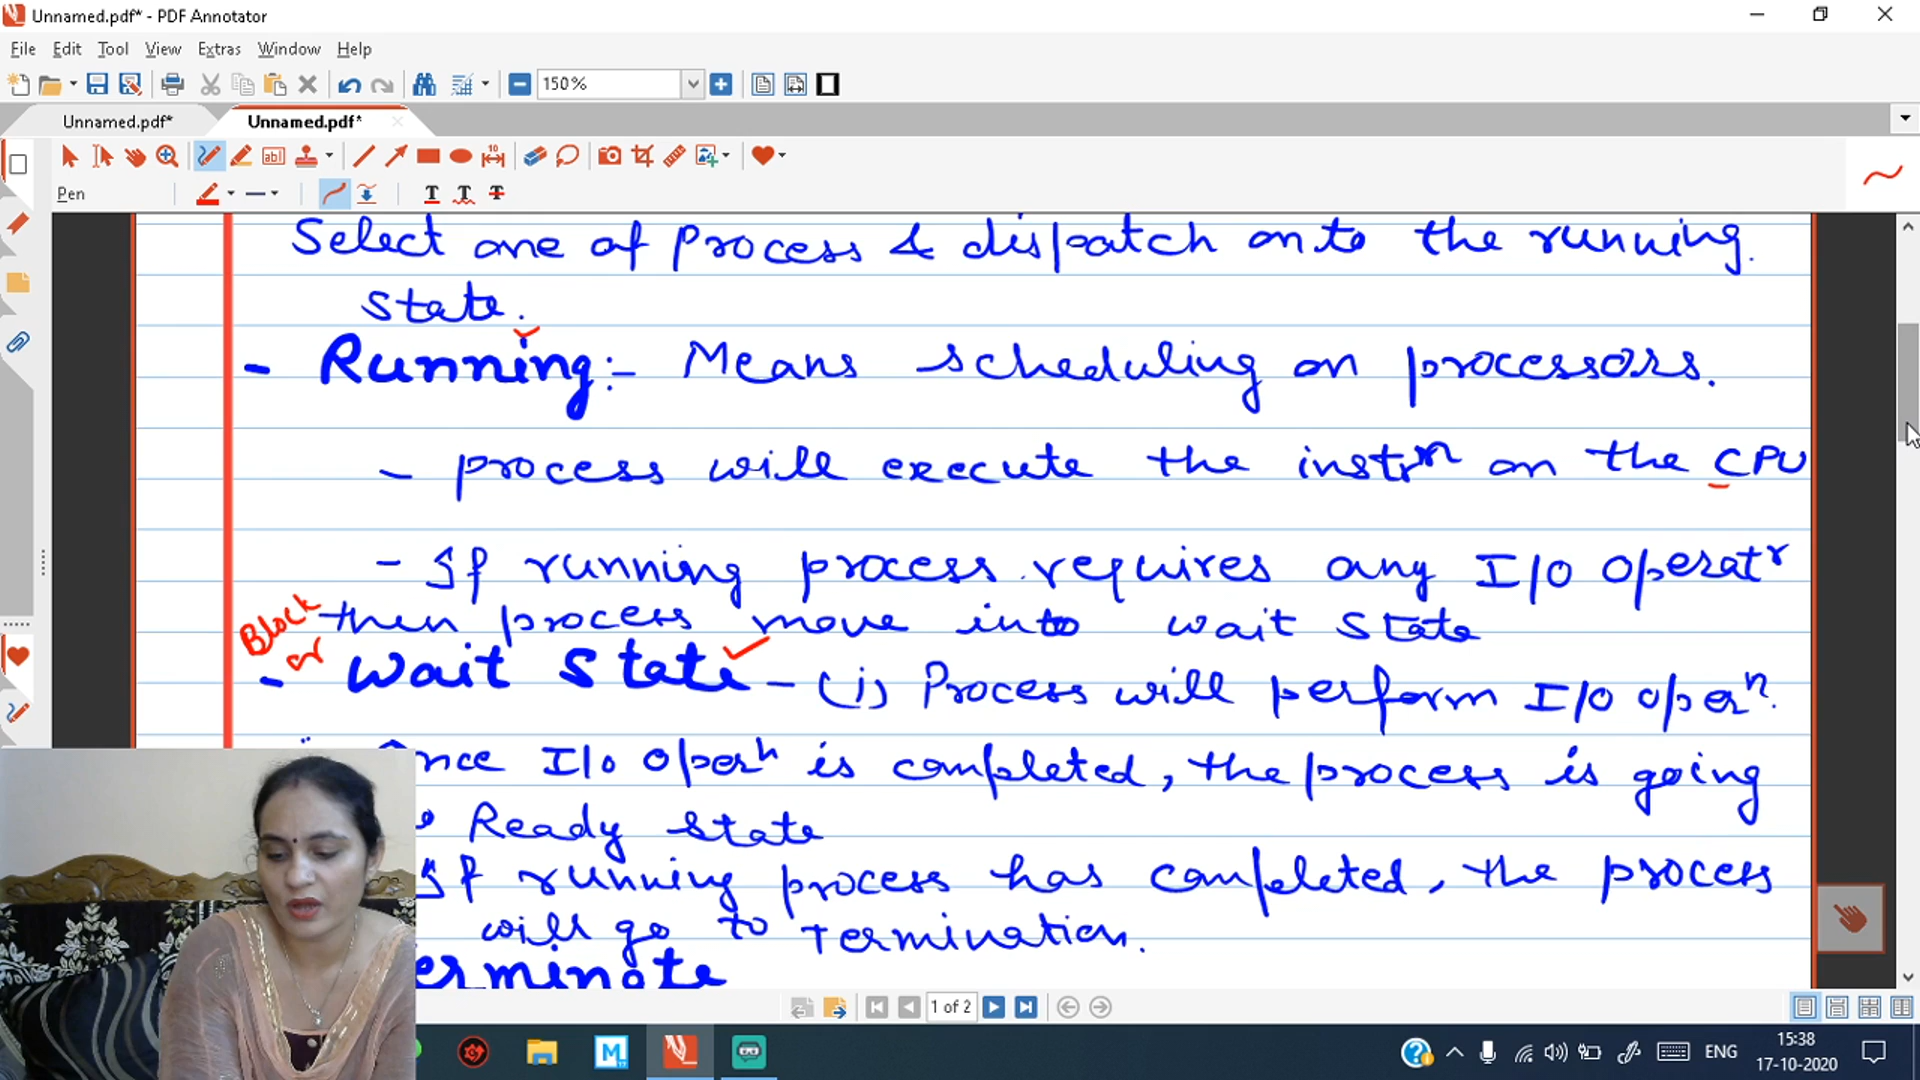 Unnamed.pdf* - PDF Annotator
File Edit Tool View Extras Window Help
150%
Unnamed.pdf* Unnamed.pdf*
Pen
Select one of process & dispatch onto the running.
state.
- Running:- Means scheduling on processors.
- process will execute the instrn on the CPU
- If running process requires any I/O operatr
Block
then process move into wait state
or
- Wait State - (i) Process will perform I/O opern.
Once I/o opern is completed, the process is going
Ready state
If running process has completed, the process
will go to Termination.
erminate
1 of 2
15:38
ENG
17-10-2020